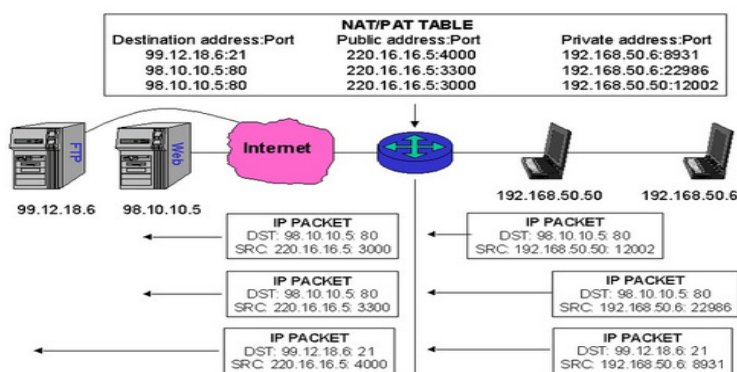 NAT/PAT TABLE
Destination address:Port Public address:Port Private address:Port
99.12.18.6:21 220.16.16.5:4000 192.168.50.6:8931
98.10.10.5:80 220.16.16.5:3300 192.168.50.6:22986
98.10.10.5:80 220.16.16.5:3000 192.168.50.50:12002
FTP
Web
Internet
99.12.18.6
98.10.10.5
192.168.50.50
192.168.50.6
IP PACKET
DST: 98.10.10.5: 80
SRC: 220.16.16.5: 3000
IP PACKET
DST: 98.10.10.5: 80
SRC: 192.168.50.50: 12002
IP PACKET
DST: 98.10.10.5: 80
SRC: 220.16.16.5: 3300
IP PACKET
DST: 98.10.10.5: 80
SRC: 192.168.50.6: 22986
IP PACKET
DST: 99.12.18.6: 21
SRC: 220.16.16.5: 4000
IP PACKET
DST: 99.12.18.6: 21
SRC: 192.168.50.6: 8931